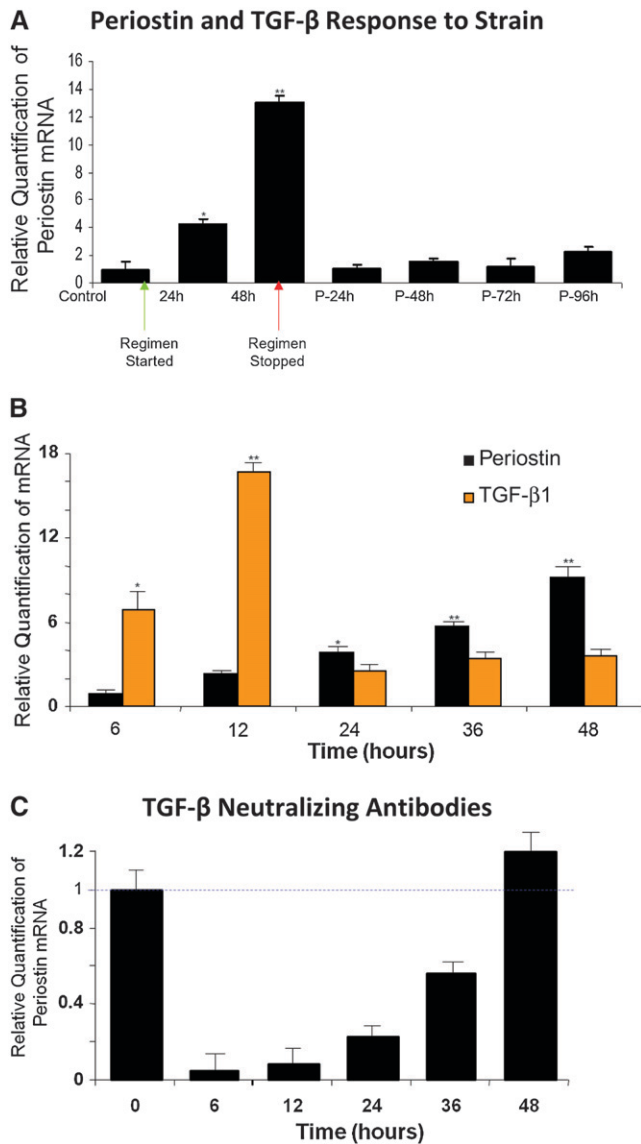 A
Periostin and TGF-β Response to Strain
Relative Quantification of
Periostin mRNA
16
14
12
10
8
6
4
2
0
*
**
Control
24h
48h
P-24h
P-48h
P-72h
P-96h
Regimen
Started
Regimen
Stopped
B
Relative Quantification of mRNA
18
12
6
0
*
**
*
**
**
Periostin
TGF-β1
6
12
24
36
48
Time (hours)
C
TGF-β Neutralizing Antibodies
Relative Quantification of
Periostin mRNA
1.2
1
0.8
0.4
0
0
6
12
24
36
48
Time (hours)